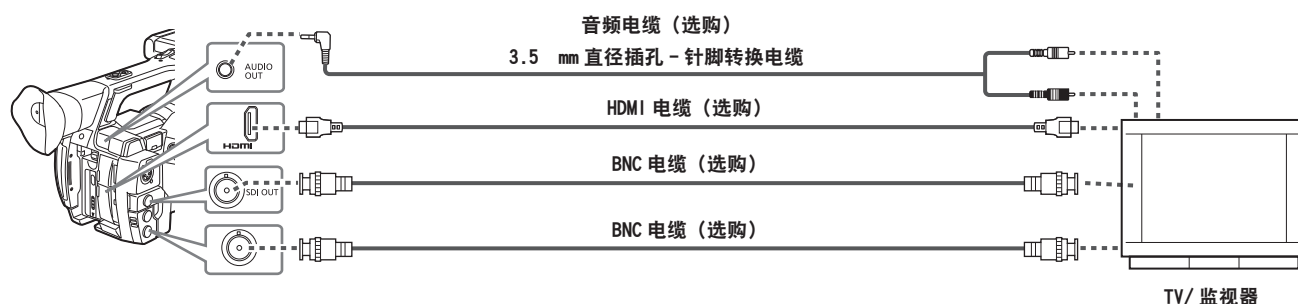 音频电缆（选购）
3.5 mm 直径插孔 - 针脚转换电缆
AUDIO
OUT
HDMI 电缆（选购）
HDMI
BNC 电缆（选购）
SDI OUT
BNC 电缆（选购）
TV/ 监视器